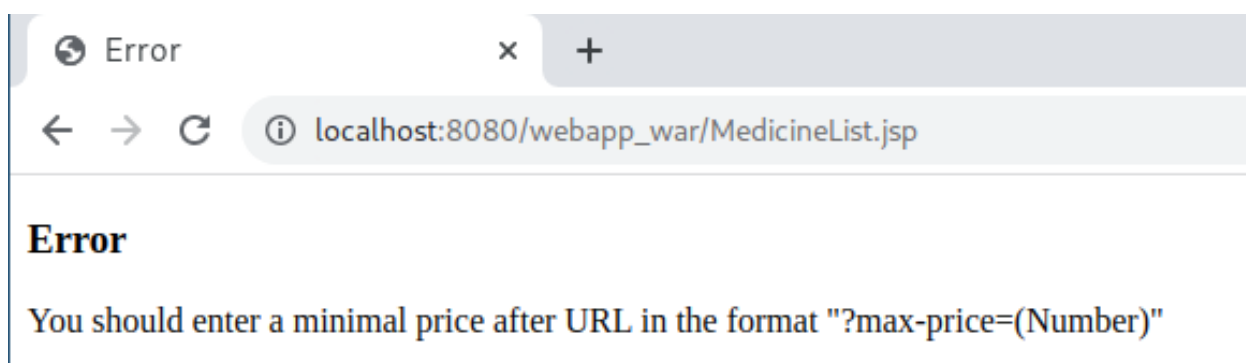 Error
localhost:8080/webapp_war/MedicineList.jsp
Error
You should enter a minimal price after URL in the format "?max-price=(Number)"